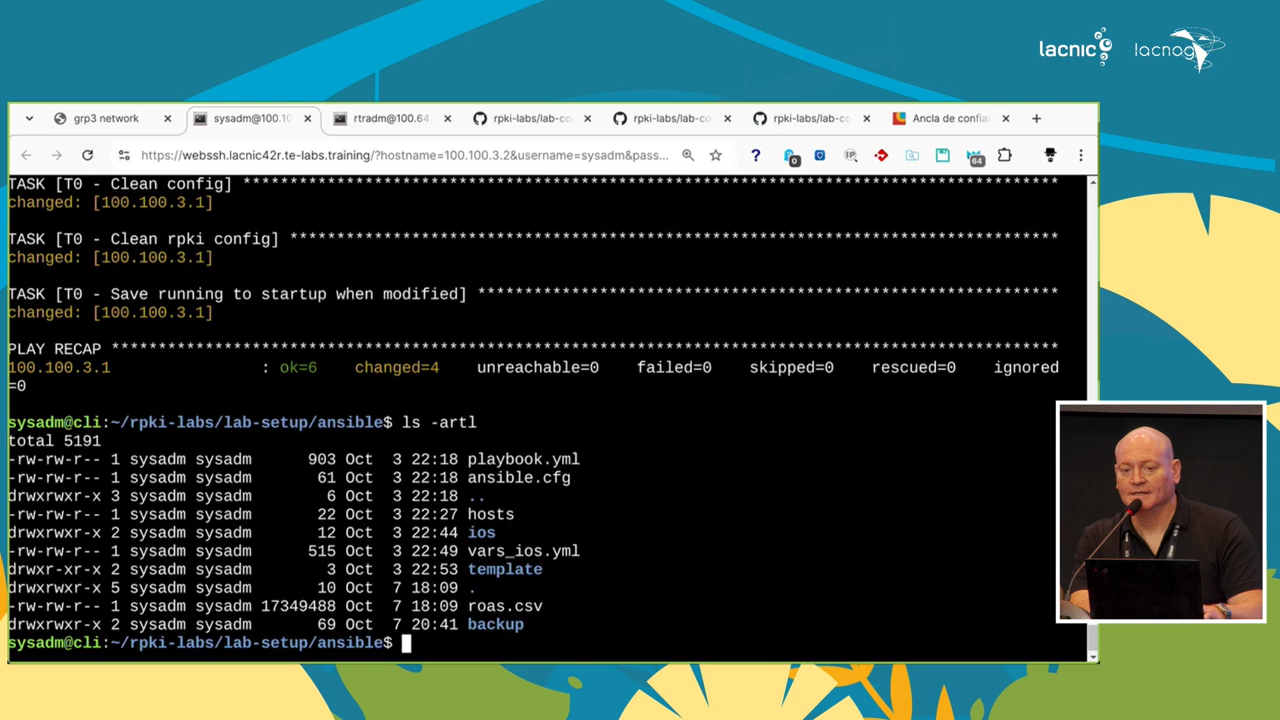 lacnic lacnog
grp3 network sysadm@100.10 rtradm@100.64. rpki-labs/lab-co rpki-labs/lab-co rpki-labs/lab-co Ancla de confia
https://webssh.lacnic42r.te-labs.training/?hostname=100.100.3.2&username=sysadm&pass... ? 0 IP 64
TASK [T0 - Clean config] ***************************************************************************************
changed: [100.100.3.1]
TASK [T0 - Clean rpki config] **********************************************************************************
changed: [100.100.3.1]
TASK [T0 - Save running to startup when modified] **************************************************************
changed: [100.100.3.1]
PLAY RECAP *****************************************************************************************************
100.100.3.1 : ok=6 changed=4 unreachable=0 failed=0 skipped=0 rescued=0 ignored
=0
sysadm@cli:~/rpki-labs/lab-setup/ansible$ ls -artl
total 5191
-rw-rw-r-- 1 sysadm sysadm 903 Oct 3 22:18 playbook.yml
-rw-rw-r-- 1 sysadm sysadm 61 Oct 3 22:18 ansible.cfg
drwxrwxr-x 3 sysadm sysadm 6 Oct 3 22:18 ..
-rw-rw-r-- 1 sysadm sysadm 22 Oct 3 22:27 hosts
drwxrwxr-x 2 sysadm sysadm 12 Oct 3 22:44 ios
-rw-rw-r-- 1 sysadm sysadm 515 Oct 3 22:49 vars_ios.yml
drwxr-xr-x 2 sysadm sysadm 3 Oct 3 22:53 template
drwxrwxr-x 5 sysadm sysadm 10 Oct 7 18:09 .
-rw-rw-r-- 1 sysadm sysadm 17349488 Oct 7 18:09 roas.csv
drwxrwxr-x 2 sysadm sysadm 69 Oct 7 20:41 backup
sysadm@cli:~/rpki-labs/lab-setup/ansible$